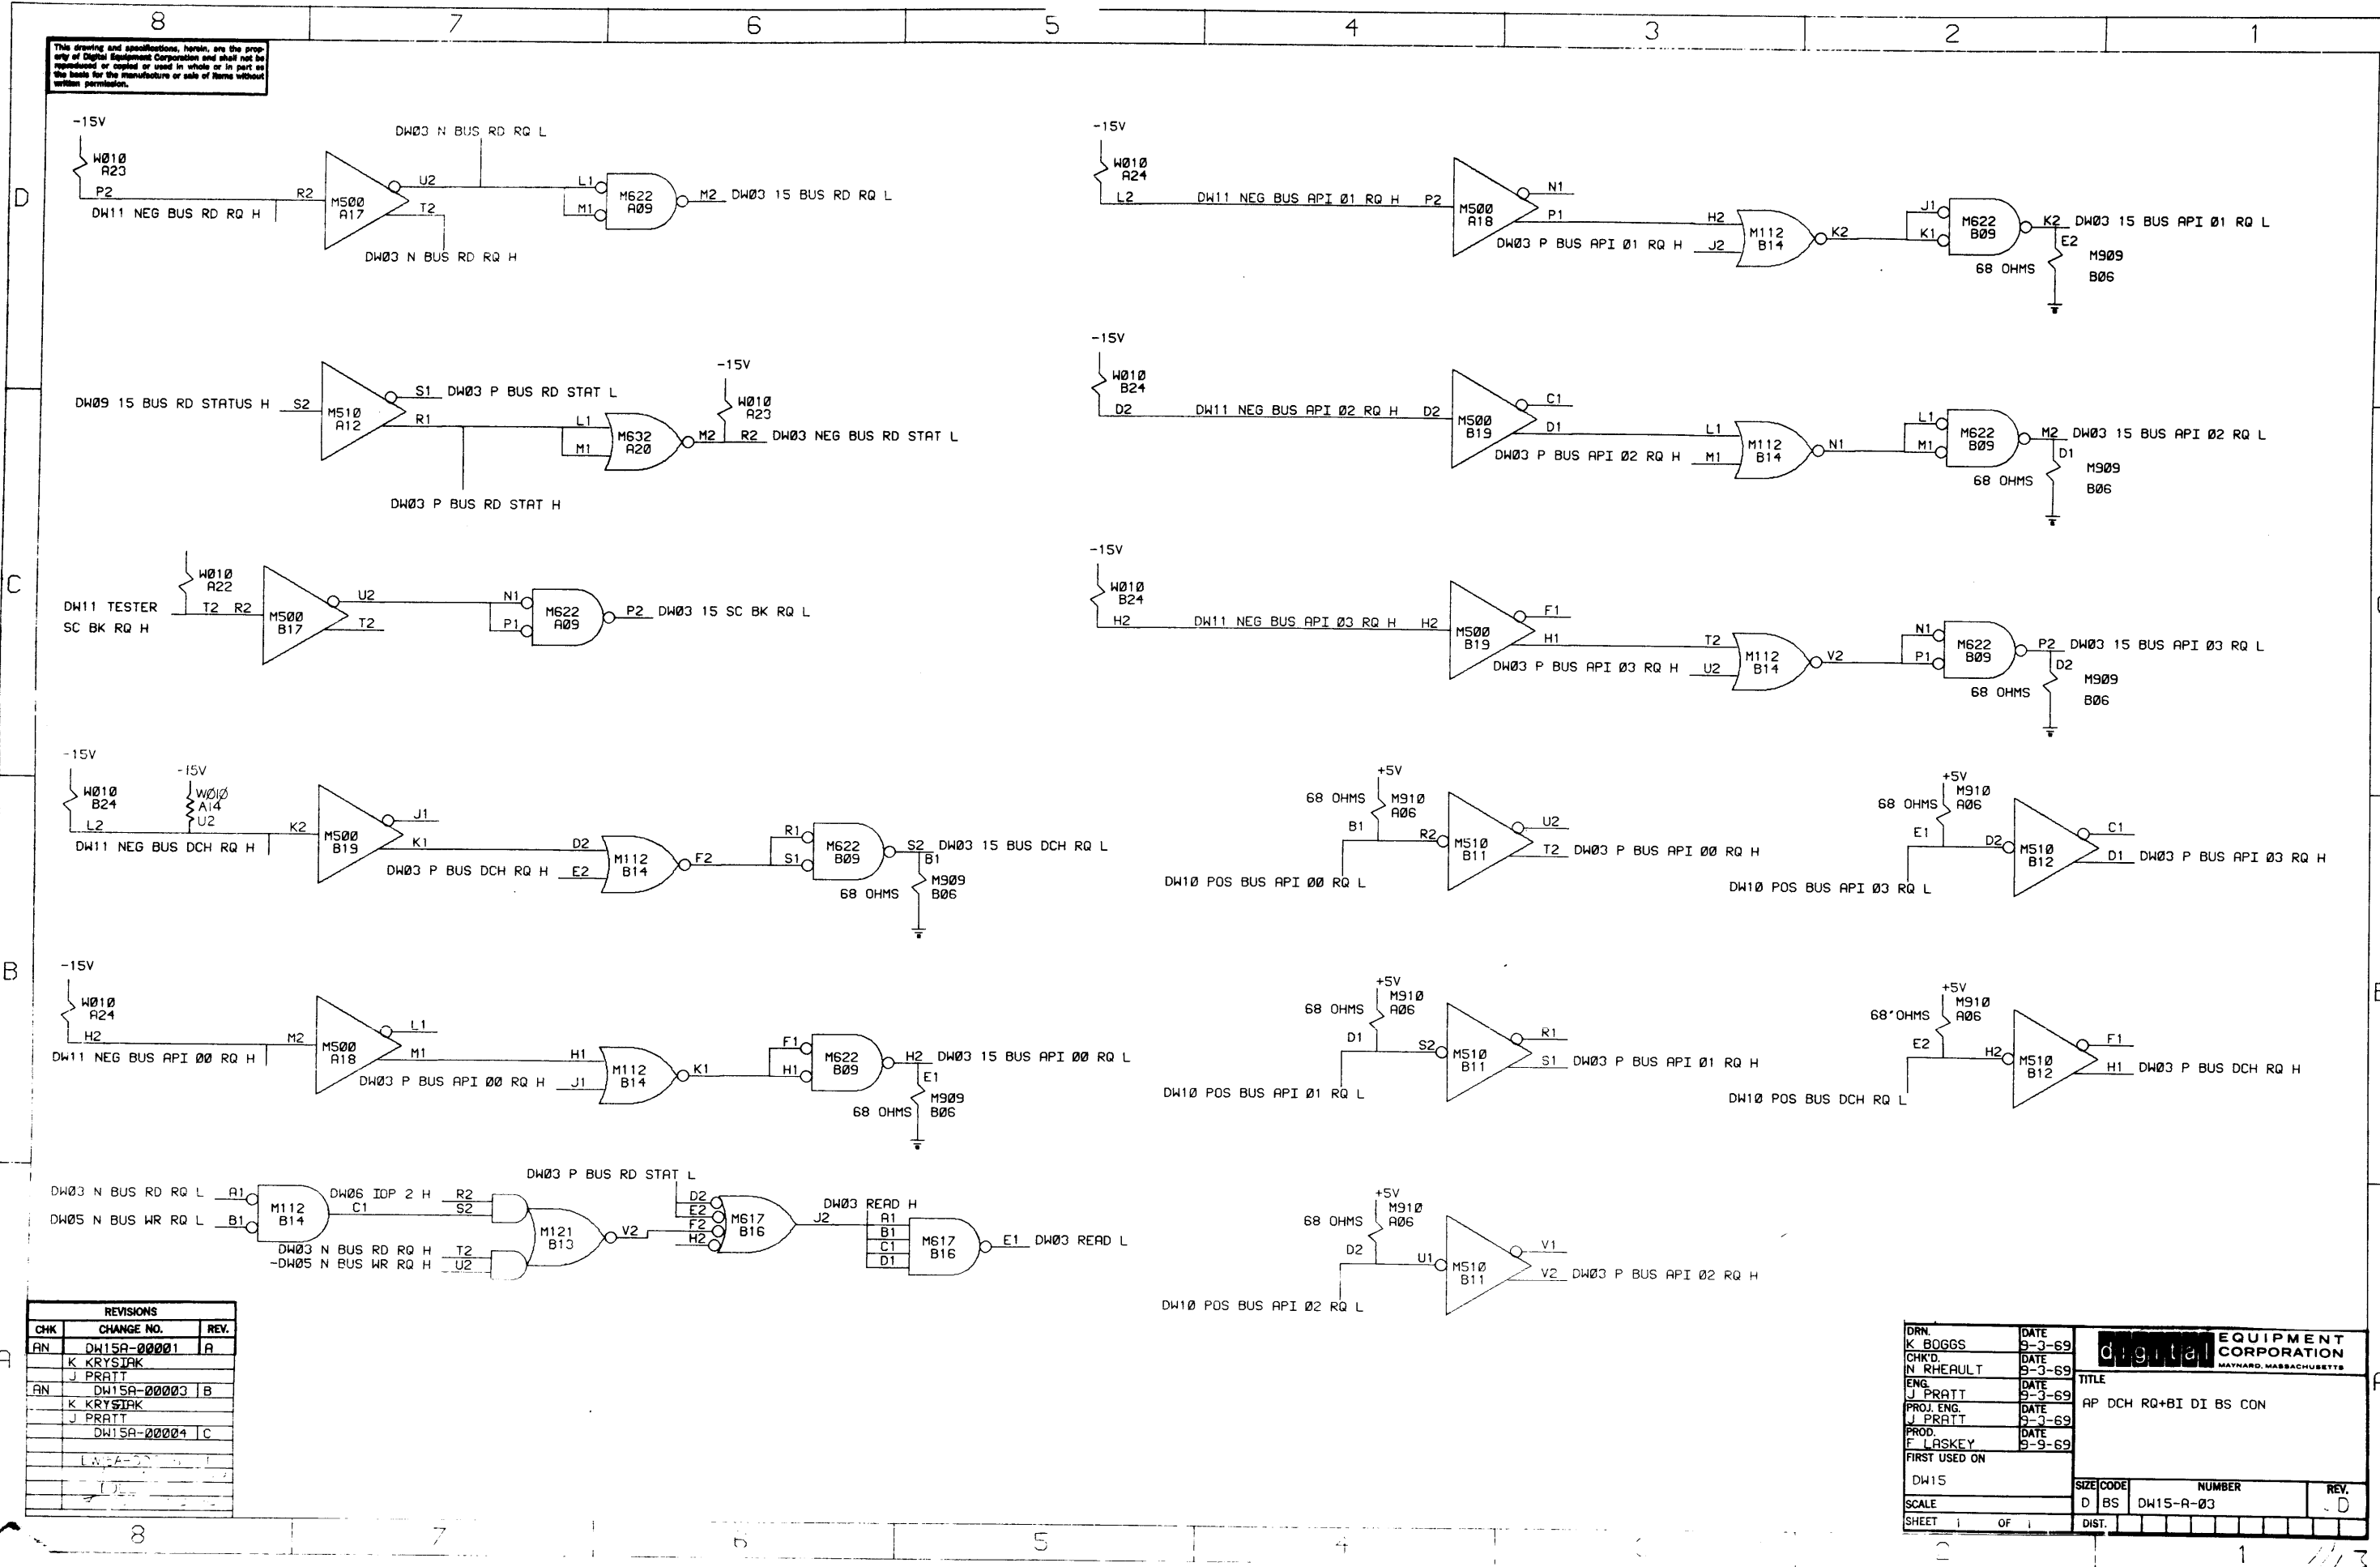 8 7 6 5 4 3 2 1
This drawing and specifications, herein, are the prop-
erty of Digital Equipment Corporation and shall not be
reproduced or copied or used in whole or in part as
the basis for the manufacture or sale of items without
written permission.
D
-15V
W010
A23
P2
DW11 NEG BUS RD RQ H
R2
M500
A17
U2
T2
DW03 N BUS RD RQ L
DW03 N BUS RD RQ H
L1
M1
M622
A09
M2 DW03 15 BUS RD RQ L
-15V
W010
A24
L2
DW11 NEG BUS API 01 RQ H
P2
M500
A18
N1
P1
DW03 P BUS API 01 RQ H
H2
J2
M112
B14
K2
J1
K1
M622
B09
K2 DW03 15 BUS API 01 RQ L
E2
M909
B06
68 OHMS
DW09 15 BUS RD STATUS H
S2
M510
A12
S1 DW03 P BUS RD STAT L
R1
DW03 P BUS RD STAT H
L1
M1
M632
A20
-15V
W010
A23
M2 R2 DW03 NEG BUS RD STAT L
-15V
W010
B24
D2
DW11 NEG BUS API 02 RQ H
D2
M500
B19
C1
D1
DW03 P BUS API 02 RQ H
L1
M1
M112
B14
N1
L1
M1
M622
B09
M2 DW03 15 BUS API 02 RQ L
D1
M909
B06
68 OHMS
C
W010
A22
DW11 TESTER
SC BK RQ H
T2 R2
M500
B17
U2
T2
N1
P1
M622
A09
P2 DW03 15 SC BK RQ L
-15V
W010
B24
H2
DW11 NEG BUS API 03 RQ H
H2
M500
B19
F1
H1
DW03 P BUS API 03 RQ H
T2
U2
M112
B14
V2
N1
P1
M622
B09
P2 DW03 15 BUS API 03 RQ L
D2
M909
B06
68 OHMS
-15V
W010
B24
L2
-15V
W010
A14
U2
DW11 NEG BUS DCH RQ H
K2
M500
B19
J1
K1
DW03 P BUS DCH RQ H
D2
E2
M112
B14
F2
R1
S1
M622
B09
S2 DW03 15 BUS DCH RQ L
B1
M909
B06
68 OHMS
+5V
M910
A06
68 OHMS
B1
R2
M510
B11
U2
T2 DW03 P BUS API 00 RQ H
DW10 POS BUS API 00 RQ L
+5V
M910
A06
68 OHMS
E1
D2
M510
B12
C1
D1 DW03 P BUS API 03 RQ H
DW10 POS BUS API 03 RQ L
B
-15V
W010
A24
H2
DW11 NEG BUS API 00 RQ H
M2
M500
A18
L1
M1
DW03 P BUS API 00 RQ H
H1
J1
M112
B14
K1
F1
H1
M622
B09
H2 DW03 15 BUS API 00 RQ L
E1
M909
B06
68 OHMS
+5V
M910
A06
68 OHMS
D1
S2
M510
B11
R1
S1 DW03 P BUS API 01 RQ H
DW10 POS BUS API 01 RQ L
+5V
M910
A06
68 OHMS
E2
H2
M510
B12
F1
H1 DW03 P BUS DCH RQ H
DW10 POS BUS DCH RQ L
DW03 N BUS RD RQ L A1
DW05 N BUS WR RQ L B1
M112
B14
C1
DW06 IOP 2 H R2
S2
DW03 N BUS RD RQ H T2
-DW05 N BUS WR RQ H U2
M121
B13
V2
DW03 P BUS RD STAT L
D2
E2
F2
H2
M617
B16
J2
DW03 READ H
A1
B1
C1
D1
M617
B16
E1 DW03 READ L
+5V
M910
A06
68 OHMS
D2
U1
M510
B11
V1
V2 DW03 P BUS API 02 RQ H
DW10 POS BUS API 02 RQ L
A
REVISIONS
CHK CHANGE NO. REV.
AN DW15A-00001 A
K KRYSIAK
J PRATT
AN DW15A-00003 B
K KRYSIAK
J PRATT
DW15A-00004 C
DRN. DATE
K BOGGS 9-3-69
CHK'D. DATE
N RHEAULT 9-3-69
ENG. DATE
J PRATT 9-3-69
PROJ. ENG. DATE
J PRATT 9-3-69
PROD. DATE
F LASKEY 9-9-69
FIRST USED ON
DW15
SCALE
SHEET 1 OF 1
digital EQUIPMENT
CORPORATION
MAYNARD, MASSACHUSETTS
TITLE
AP DCH RQ+BI DI BS CON
SIZE CODE NUMBER REV.
D BS DW15-A-03 D
DIST.
8 7 6 5 4 2 1